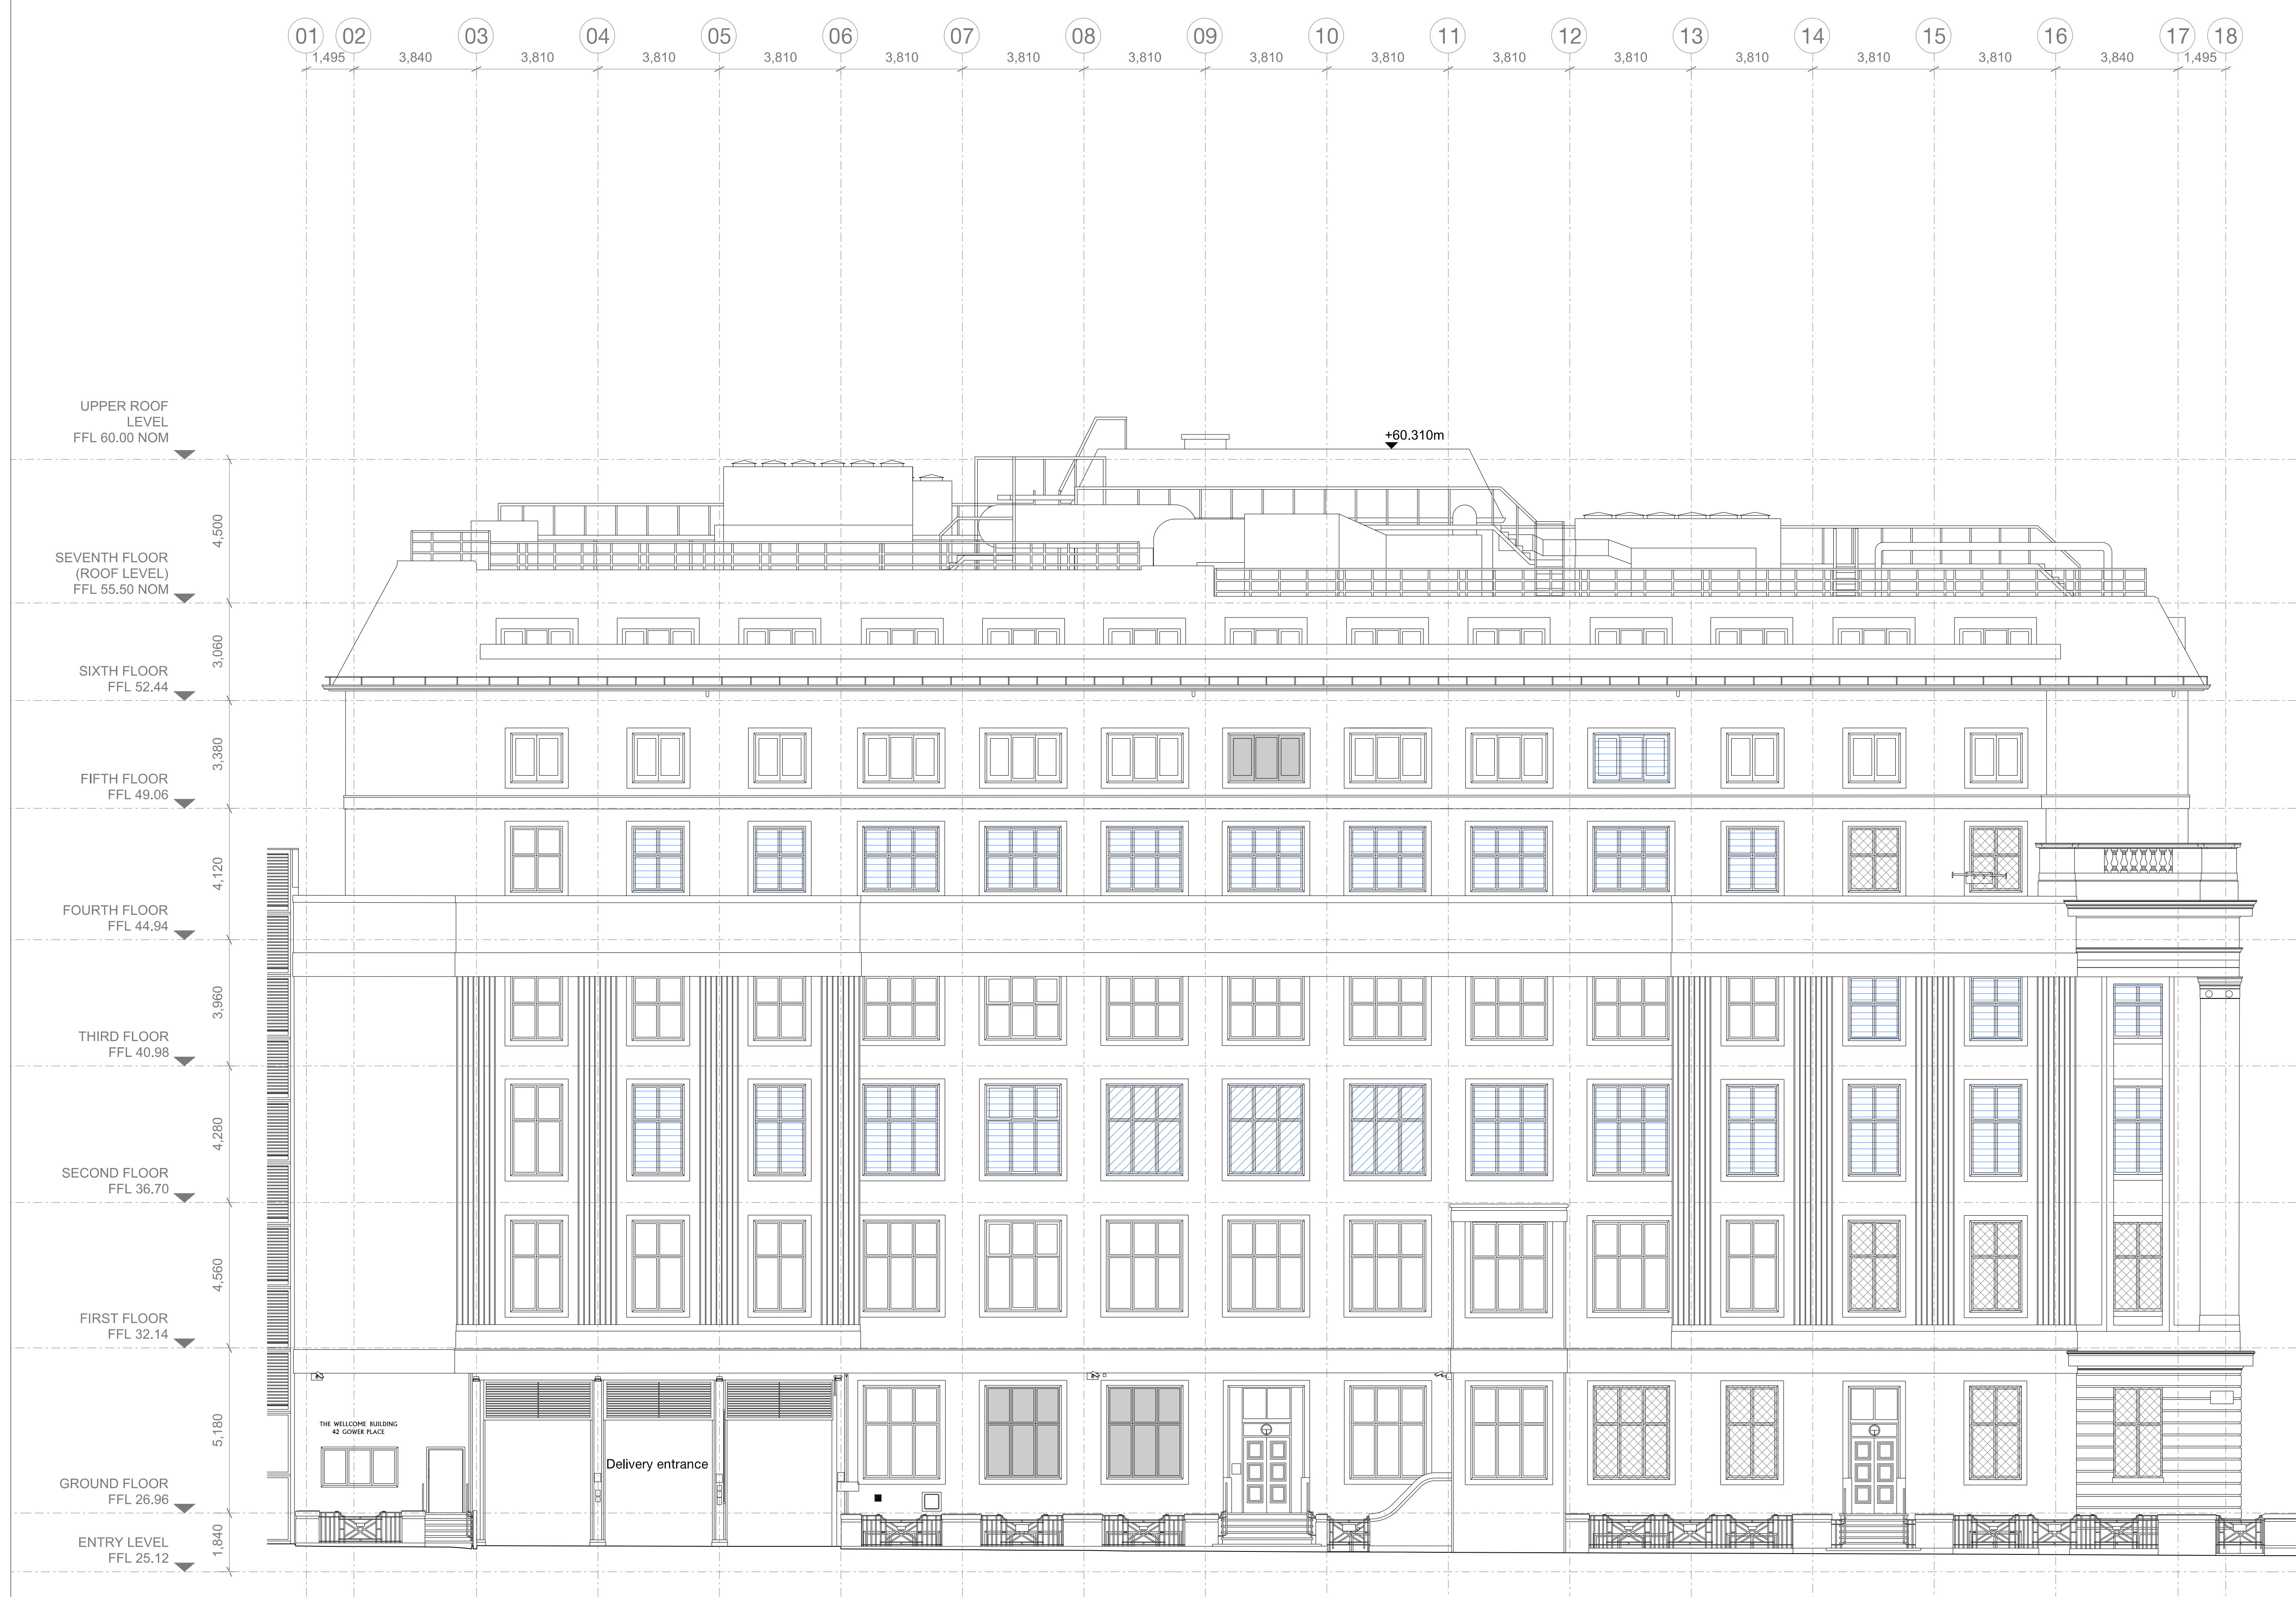 01 02 03 04 05 06 07 08 09 10 11 12 13 14 15 16 17 18
1,495 3,840 3,810 3,810 3,810 3,810 3,810 3,810 3,810 3,810 3,810 3,810 3,810 3,810 3,810 3,840 1,495
UPPER ROOF
LEVEL
FFL 60.00 NOM
+60.310m
4,500
SEVENTH FLOOR
(ROOF LEVEL)
FFL 55.50 NOM
3,060
SIXTH FLOOR
FFL 52.44
3,380
FIFTH FLOOR
FFL 49.06
4,120
FOURTH FLOOR
FFL 44.94
3,960
THIRD FLOOR
FFL 40.98
4,280
SECOND FLOOR
FFL 36.70
4,560
FIRST FLOOR
FFL 32.14
5,180
THE WELLCOME BUILDING
42 GOWER PLACE
Delivery entrance
GROUND FLOOR
FFL 26.96
1,840
ENTRY LEVEL
FFL 25.12